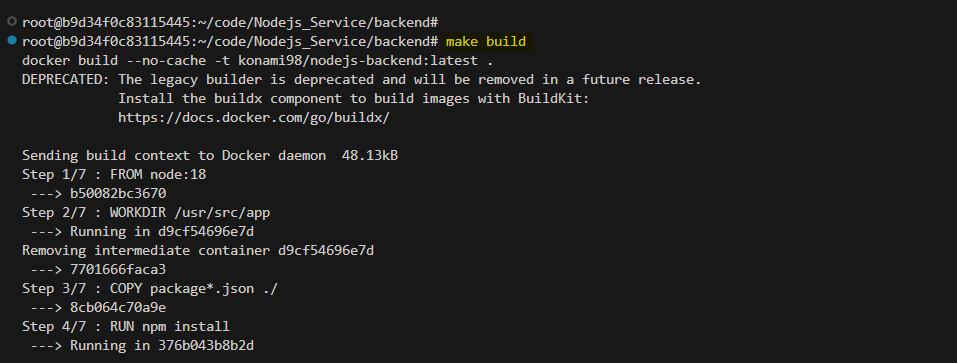 root@b9d34f0c83115445:~/code/Nodejs_Service/backend#
root@b9d34f0c83115445:~/code/Nodejs_Service/backend# make build
docker build --no-cache -t konami98/nodejs-backend:latest .
DEPRECATED: The legacy builder is deprecated and will be removed in a future release.
            Install the buildx component to build images with BuildKit:
            https://docs.docker.com/go/buildx/

Sending build context to Docker daemon  48.13kB
Step 1/7 : FROM node:18
 ---> b50082bc3670
Step 2/7 : WORKDIR /usr/src/app
 ---> Running in d9cf54696e7d
Removing intermediate container d9cf54696e7d
 ---> 7701666faca3
Step 3/7 : COPY package*.json ./
 ---> 8cb064c70a9e
Step 4/7 : RUN npm install
 ---> Running in 376b043b8b2d